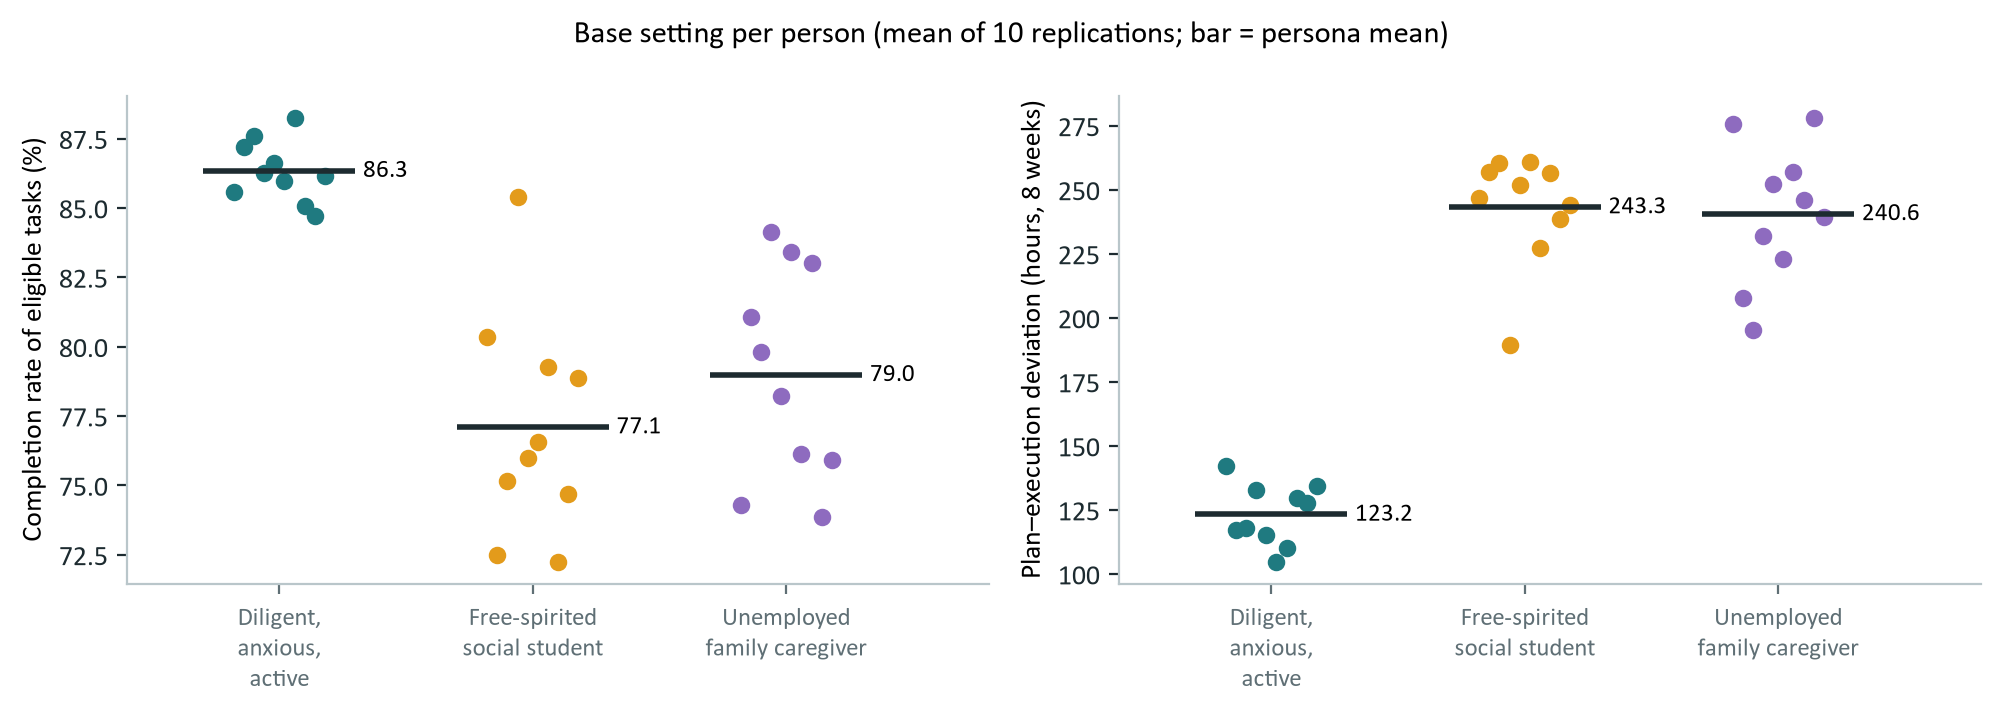 Base setting per person (mean of 10 replications; bar = persona mean)
Completion rate of eligible tasks (%)
87.5
85.0
82.5
80.0
77.5
75.0
72.5
86.3
77.1
79.0
Diligent,
anxious,
active
Free-spirited
social student
Unemployed
family caregiver
Plan–execution deviation (hours, 8 weeks)
275
250
225
200
175
150
125
100
123.2
243.3
240.6
Diligent,
anxious,
active
Free-spirited
social student
Unemployed
family caregiver